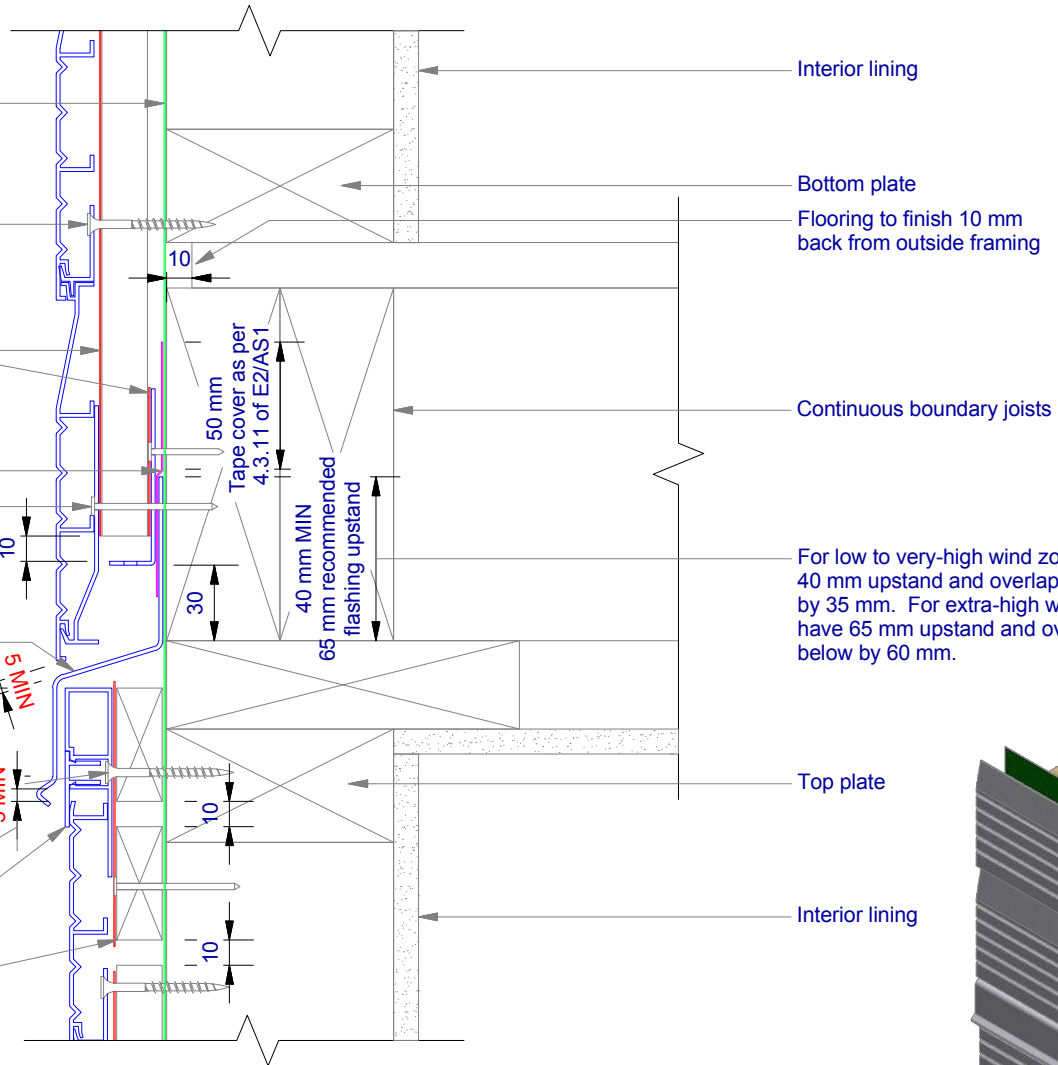 Interior lining
Bottom plate
Flooring to finish 10 mm
back from outside framing
10
50 mm
Tape cover as per
4.3.11 of E2/AS1
Continuous boundary joists
40 mm MIN
65 mm recommended
flashing upstand
10
30
For low to very-high wind zo
40 mm upstand and overlap
by 35 mm. For extra-high w
have 65 mm upstand and ov
below by 60 mm.
5 MIN
MIN
10
Top plate
10
Interior lining